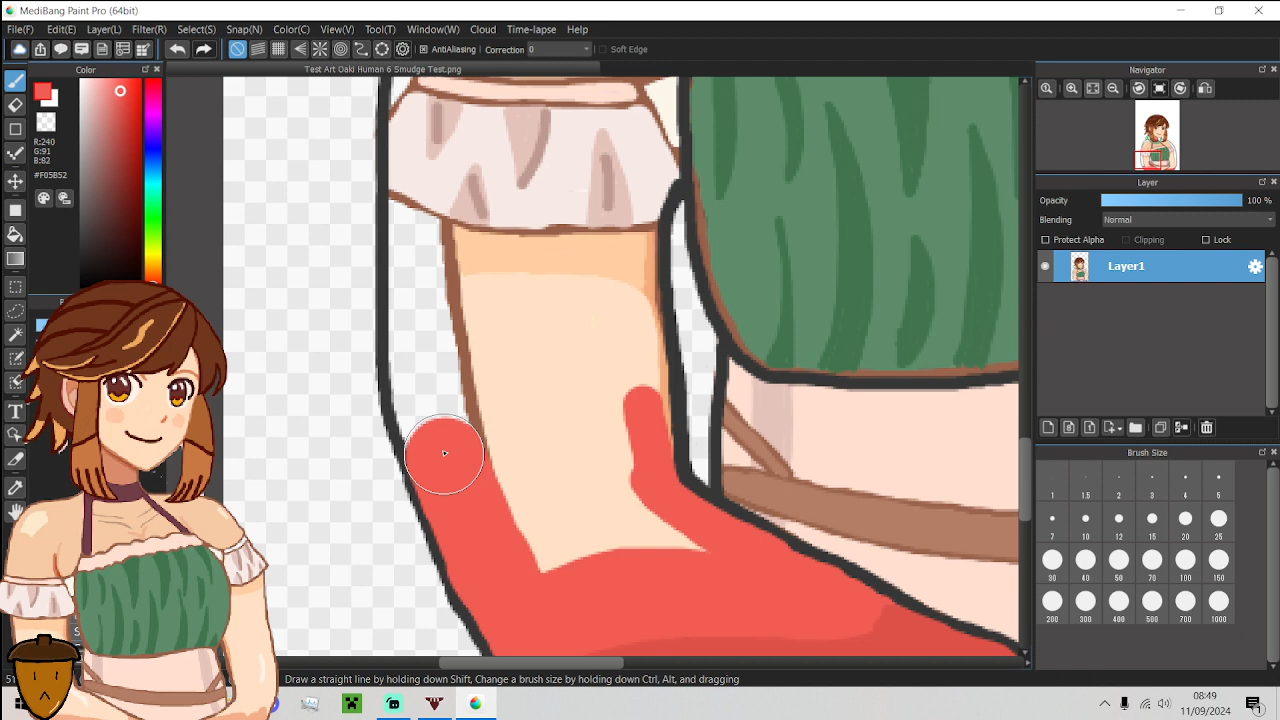 MediBang Paint Pro (64bit)
File(F) Edit(E) Layer(L) Filter(R) Select(S) Snap(N) Color(C) View(V) Tool(T) Window(W) Cloud Time-lapse Help
AntiAliasing Correction 0 Soft Edge
Color
Test Art Oaki Human 6 Smudge Test.png
Navigator
R:240
G:91
B:82
#F05B52
Layer
Opacity 100 %
Blending Normal
Protect Alpha Clipping Lock
Layer1
Brush Size
1 1.5 2 3 4 5
7 10 12 15 20 25
30 40 50 70 100 150
200 300 400 500 700 1000
Draw a straight line by holding down Shift, Change a brush size by holding down Ctrl, Alt, and dragging
08:49
11/09/2024